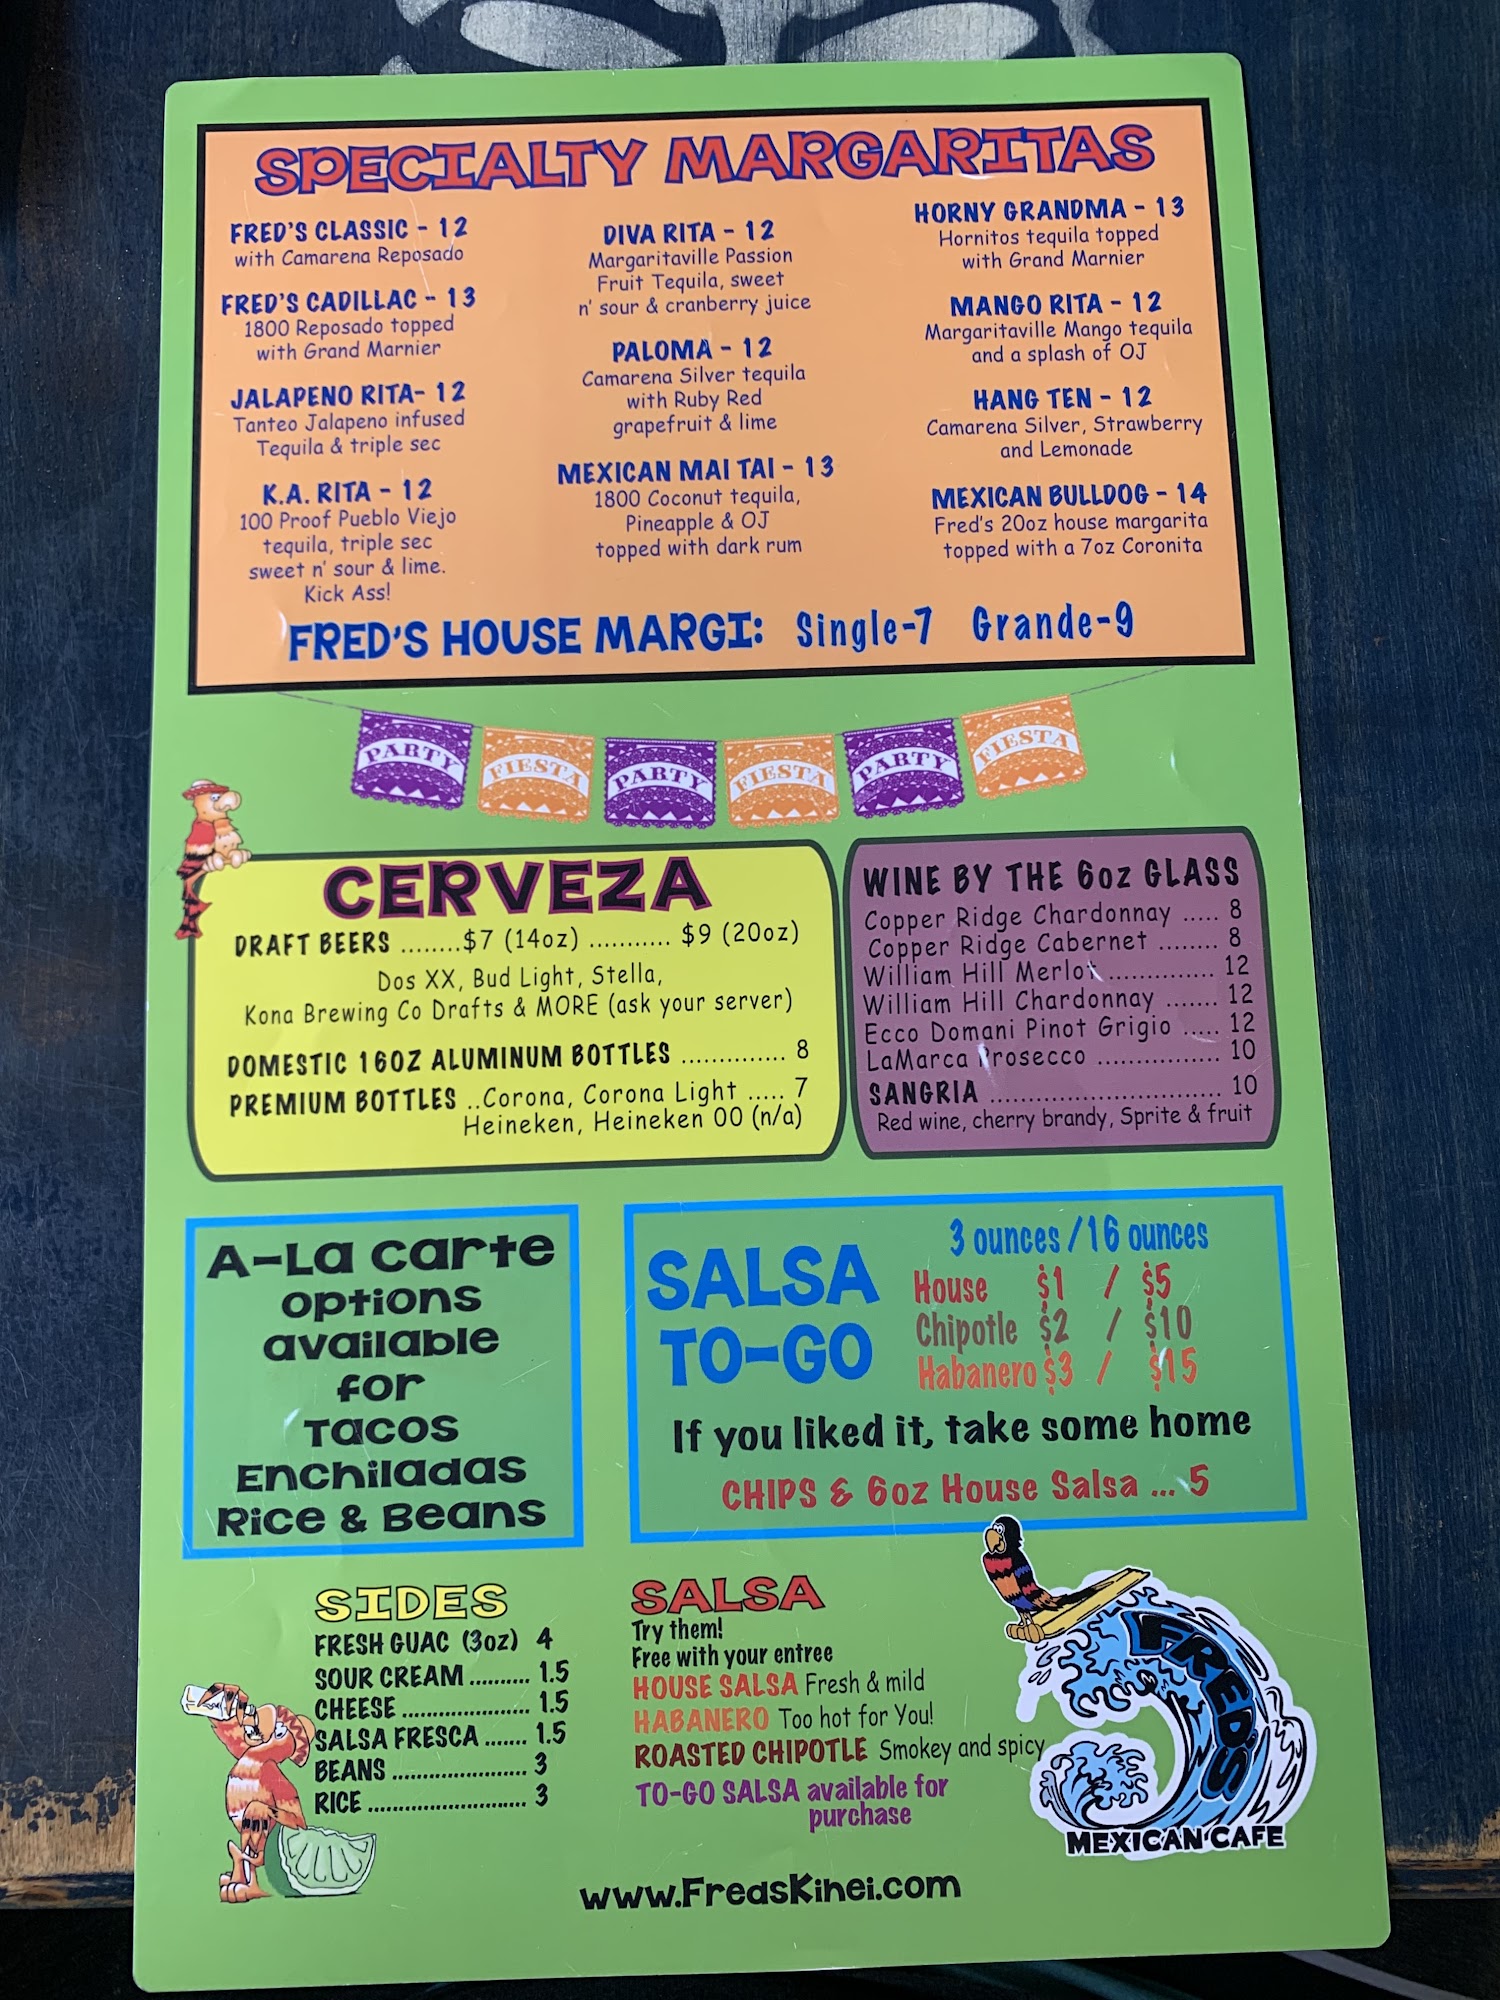 SPECIALTY MARGARITAS
FRED'S CLASSIC - 12
with Camarena Reposado
FRED'S CADILLAC - 13
1800 Reposado topped
with Grand Marnier
JALAPENO RITA- 12
Tanteo Jalapeno infused
Tequila & triple sec
K.A. RITA - 12
100 Proof Pueblo Viejo
tequila, triple sec
sweet n' sour & lime.
Kick Ass!
DIVA RITA - 12
Margaritaville Passion
Fruit Tequila, sweet
n' sour & cranberry juice
PALOMA - 12
Camarena Silver tequila
with Ruby Red
grapefruit & lime
MEXICAN MAI TAI - 13
1800 Coconut tequila,
Pineapple & OJ
topped with dark rum
HORNY GRANDMA - 13
Hornitos tequila topped
with Grand Marnier
MANGO RITA - 12
Margaritaville Mango tequila
and a splash of OJ
HANG TEN - 12
Camarena Silver, Strawberry
and Lemonade
MEXICAN BULLDOG - 14
Fred's 20oz house margarita
topped with a 7oz Coronita
FRED'S HOUSE MARGI: Single-7 Grande-9
PARTY FIESTA PARTY FIESTA PARTY FIESTA
CERVEZA
DRAFT BEERS ........$7 (14oz) ........... $9 (20oz)
Dos XX, Bud Light, Stella,
Kona Brewing Co Drafts & MORE (ask your server)
DOMESTIC 16OZ ALUMINUM BOTTLES .............. 8
PREMIUM BOTTLES ..Corona, Corona Light ..... 7
Heineken, Heineken 00 (n/a)
WINE BY THE 6oz GLASS
Copper Ridge Chardonnay ..... 8
Copper Ridge Cabernet ........ 8
William Hill Merlot .............. 12
William Hill Chardonnay ....... 12
Ecco Domani Pinot Grigio ..... 12
LaMarca Prosecco ................ 10
SANGRIA .............................. 10
Red wine, cherry brandy, Sprite & fruit
A-La Carte
options
available
for
Tacos
Enchiladas
Rice & Beans
SALSA
TO-GO
3 ounces / 16 ounces
House $1 / $5
Chipotle $2 / $10
Habanero $3 / $15
If you liked it, take some home
CHIPS & 6oz House Salsa ... 5
SIDES
FRESH GUAC (3oz) 4
SOUR CREAM .......... 1.5
CHEESE ...................... 1.5
SALSA FRESCA ....... 1.5
BEANS ....................... 3
RICE ........................... 3
SALSA
Try them!
Free with your entree
HOUSE SALSA Fresh & mild
HABANERO Too hot for You!
ROASTED CHIPOTLE Smokey and spicy
TO-GO SALSA available for
purchase
FRED'S
MEXICAN CAFE
www.FredsKihei.com